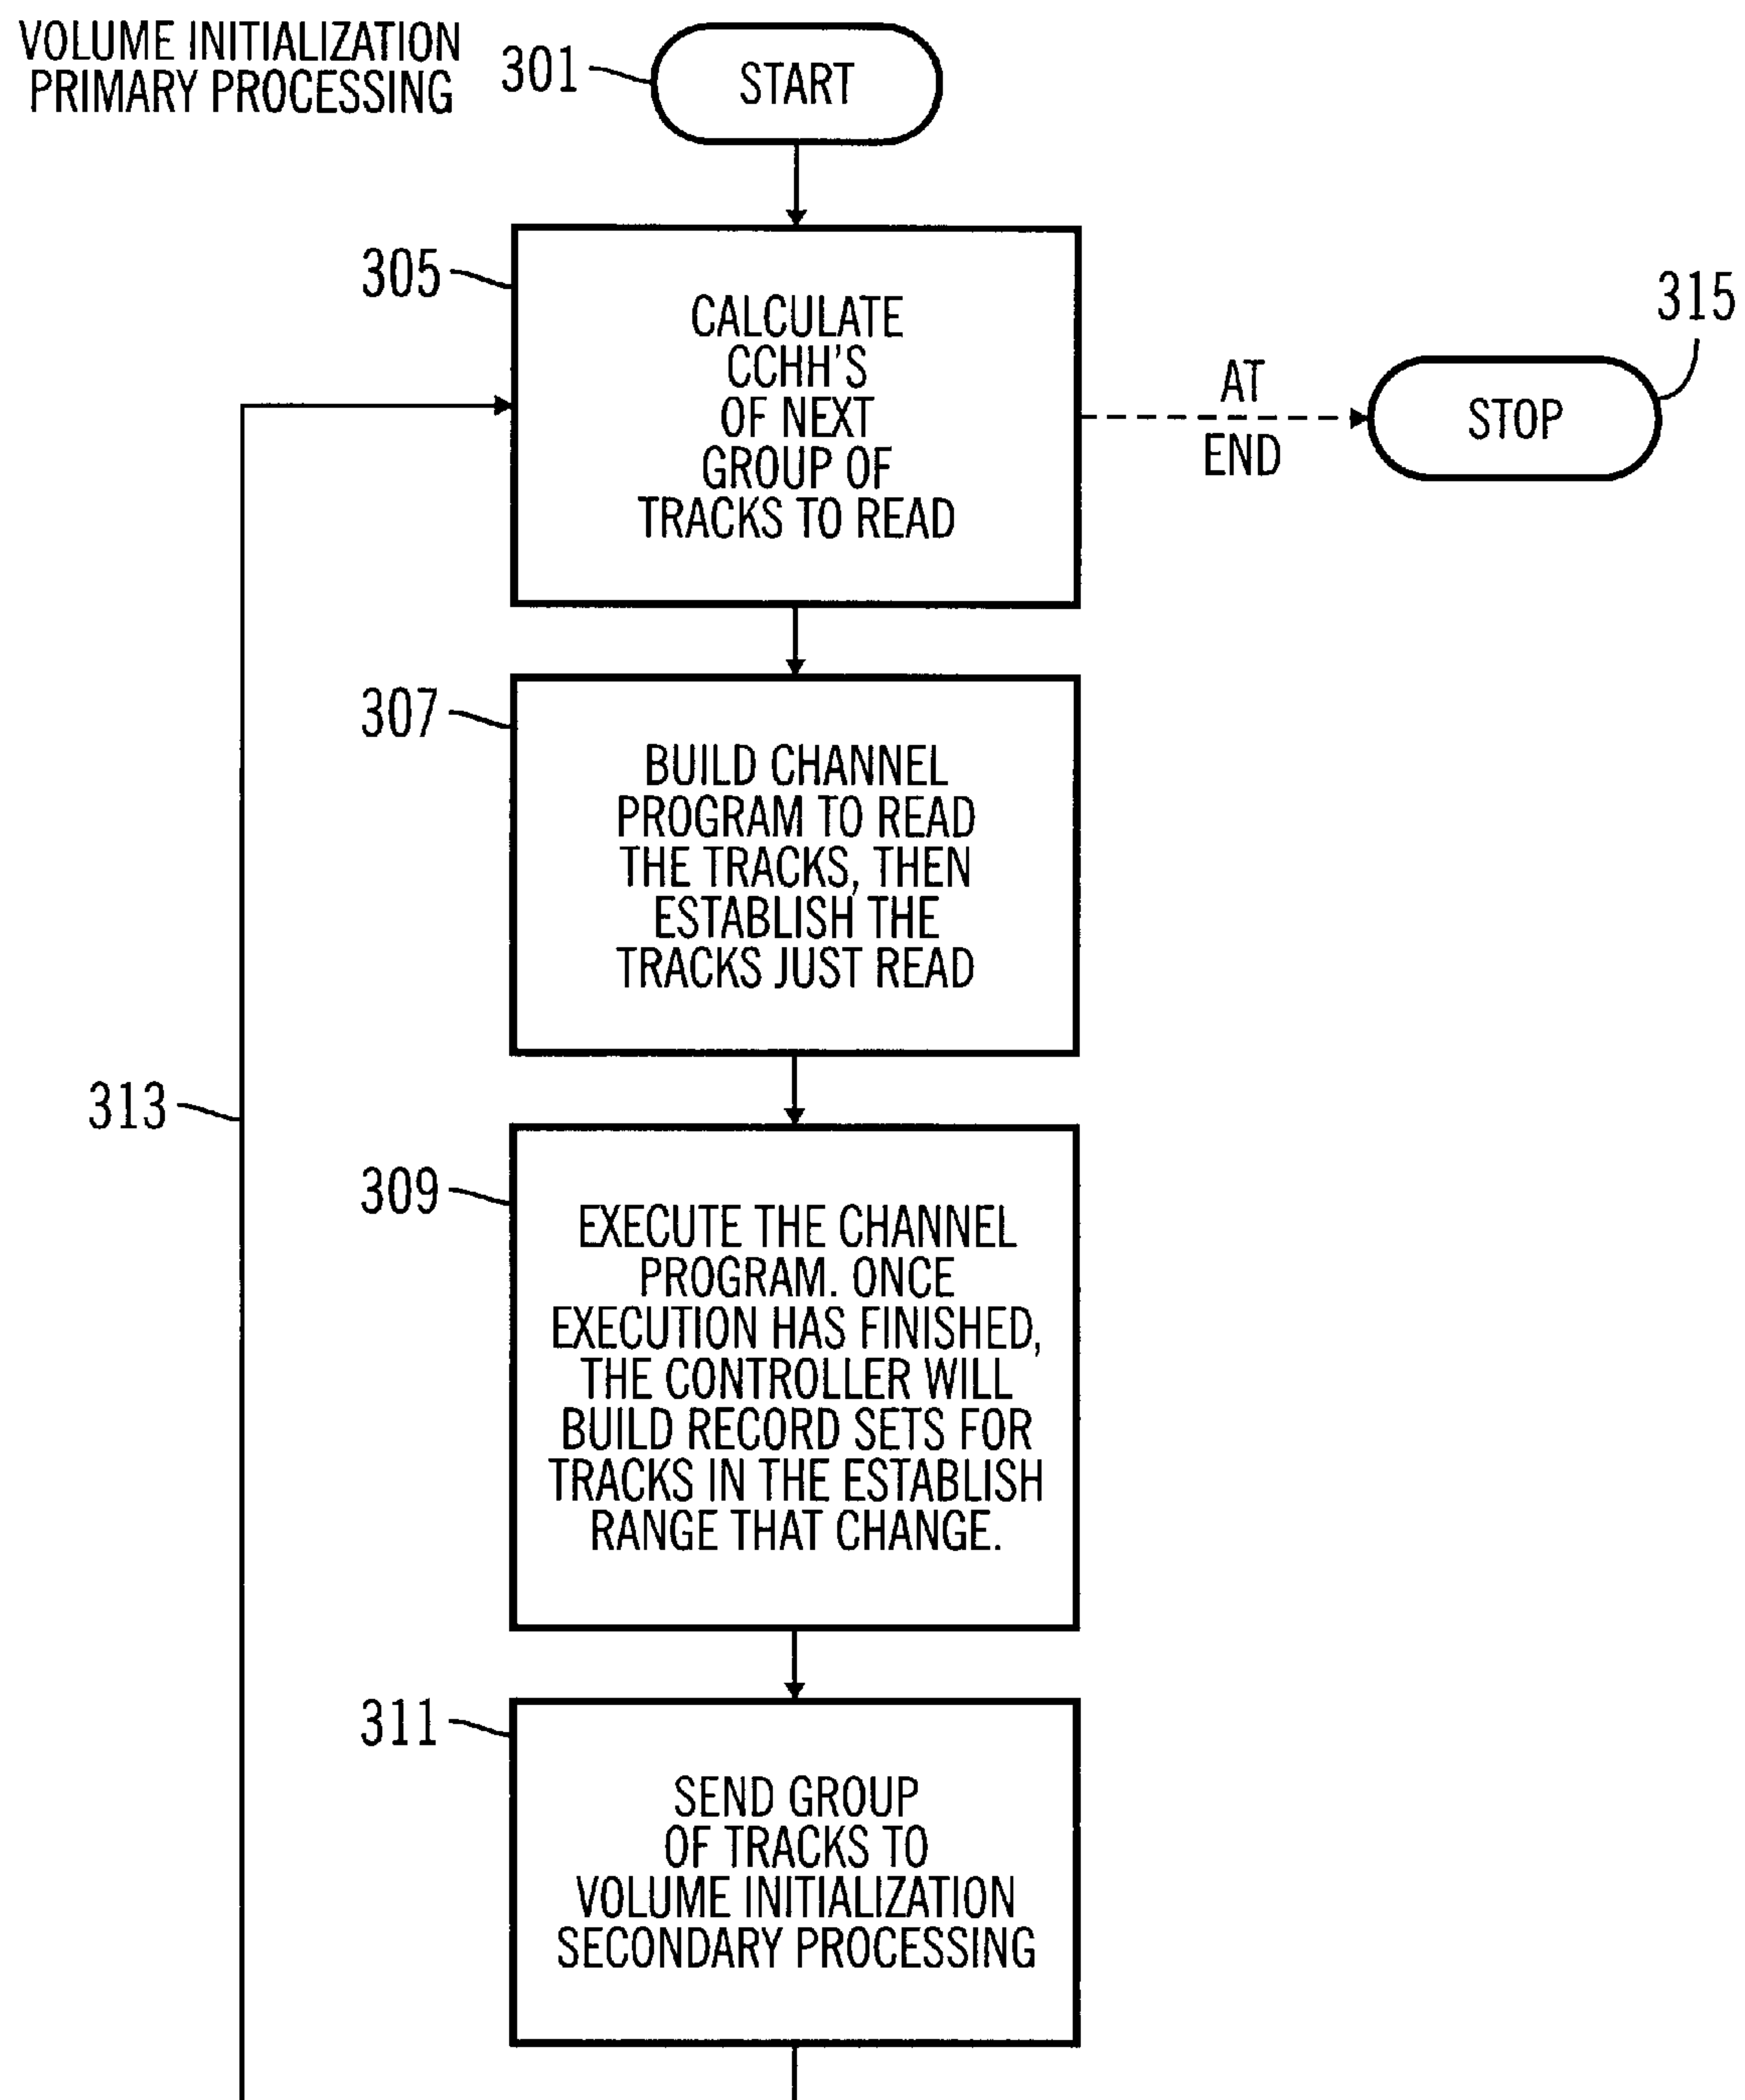 VOLUME INITIALIZATION
PRIMARY PROCESSING
301
START
305
CALCULATE
CCHH'S
OF NEXT
GROUP OF
TRACKS TO READ
AT
END
315
STOP
307
BUILD CHANNEL
PROGRAM TO READ
THE TRACKS, THEN
ESTABLISH THE
TRACKS JUST READ
313
309
EXECUTE THE CHANNEL
PROGRAM. ONCE
EXECUTION HAS FINISHED,
THE CONTROLLER WILL
BUILD RECORD SETS FOR
TRACKS IN THE ESTABLISH
RANGE THAT CHANGE.
311
SEND GROUP
OF TRACKS TO
VOLUME INITIALIZATION
SECONDARY PROCESSING